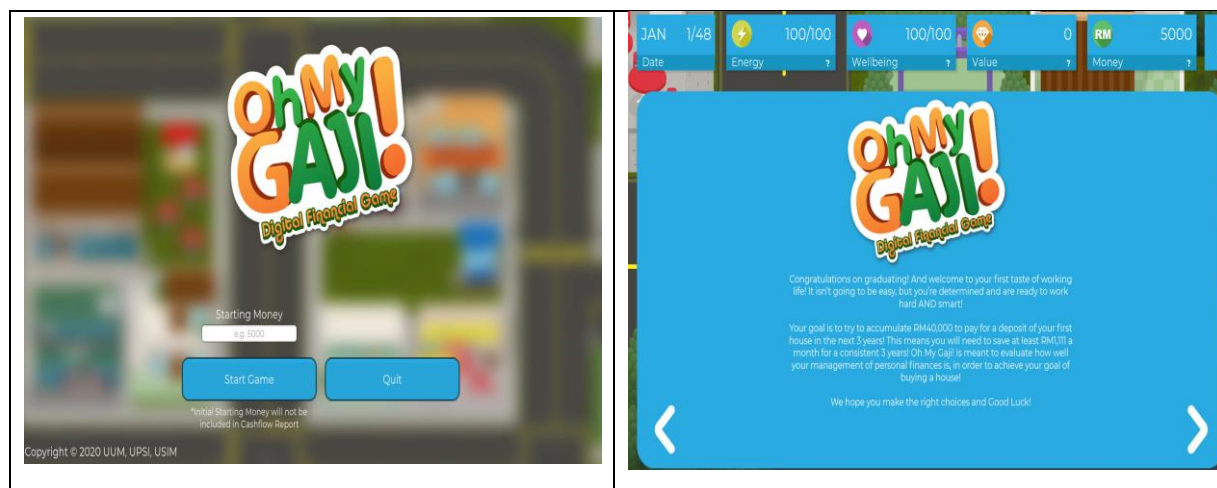 Oh My
GAJI!
Digital Financial Game
Starting Money
e.g. 5000
Start Game
Quit
*Initial Starting Money will not be
included in Cashflow Report
Copyright © 2020 UUM, UPSI, USIM
JAN 1/48
Date
100/100
Energy ?
100/100
Wellbeing ?
0
Value ?
RM 5000
Money ?
Oh My
GAJI!
Digital Financial Game
Congratulations on graduating! And welcome to your first taste of working
life! It isn't going to be easy, but you're determined and are ready to work
hard AND smart!
Your goal is to try to accumulate RM40,000 to pay for a deposit of your first
house in the next 3 years! This means you will need to save at least RM1,111 a
month for a consistent 3 years! Oh My Gaji! is meant to evaluate how well
your management of personal finances is, in order to achieve your goal of
buying a house!
We hope you make the right choices and Good Luck!